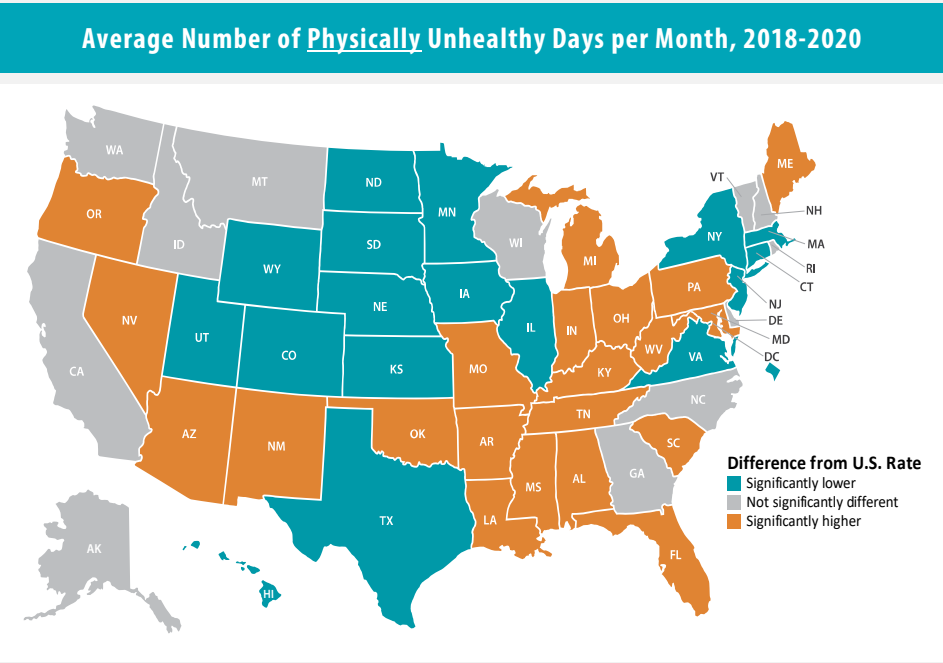 Average Number of Physically Unhealthy Days per Month, 2018-2020
WA
MT
ND
MN
ME
VT
OR
ID
SD
WI
NY
NH
MA
WY
MI
RI
CT
NE
IA
PA
NJ
NV
UT
CO
IL
IN
OH
DE
MD
DC
CA
KS
MO
WV
VA
KY
NC
AZ
NM
OK
AR
TN
SC
MS
AL
GA
TX
LA
FL
AK
HI
Difference from U.S. Rate
Significantly lower
Not significantly different
Significantly higher